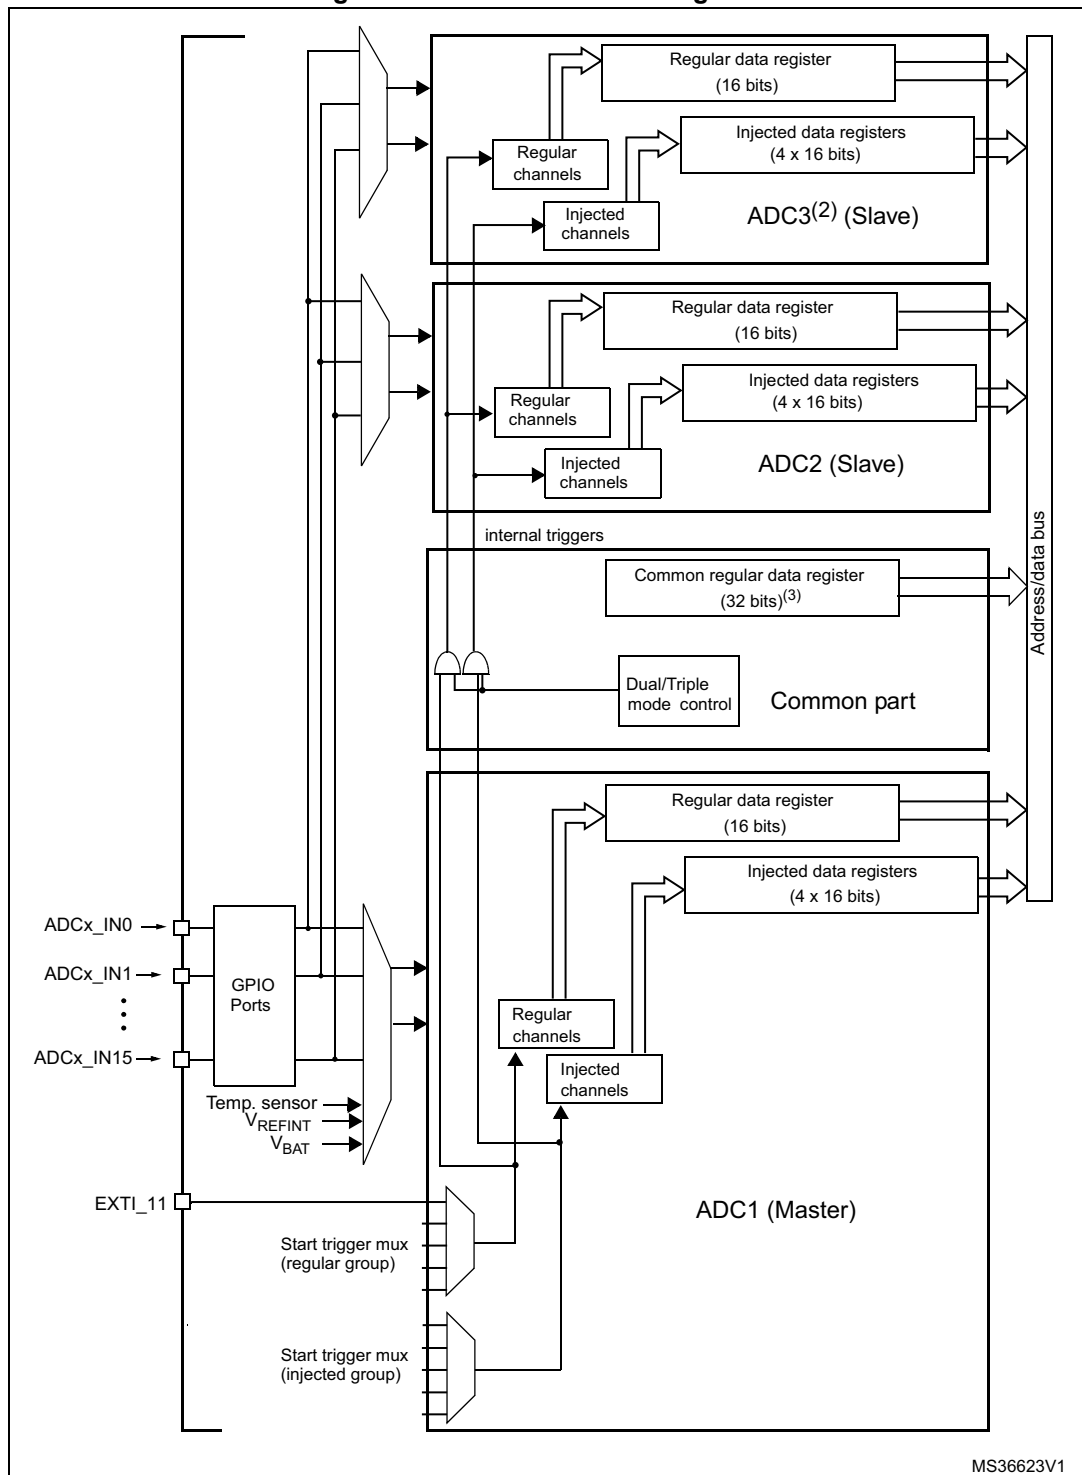 Regular data register
(16 bits)
Injected data registers
(4 x 16 bits)
Regular
channels
Injected
channels
ADC3(2) (Slave)
Regular data register
(16 bits)
Injected data registers
(4 x 16 bits)
Regular
channels
Injected
channels
ADC2 (Slave)
internal triggers
Common regular data register
(32 bits)(3)
Dual/Triple
mode control
Common part
Address/data bus
Regular data register
(16 bits)
Injected data registers
(4 x 16 bits)
ADCx_IN0
ADCx_IN1
ADCx_IN15
GPIO
Ports
Regular
channels
Injected
channels
Temp. sensor
VREFINT
VBAT
EXTI_11
Start trigger mux
(regular group)
ADC1 (Master)
Start trigger mux
(injected group)
MS36623V1